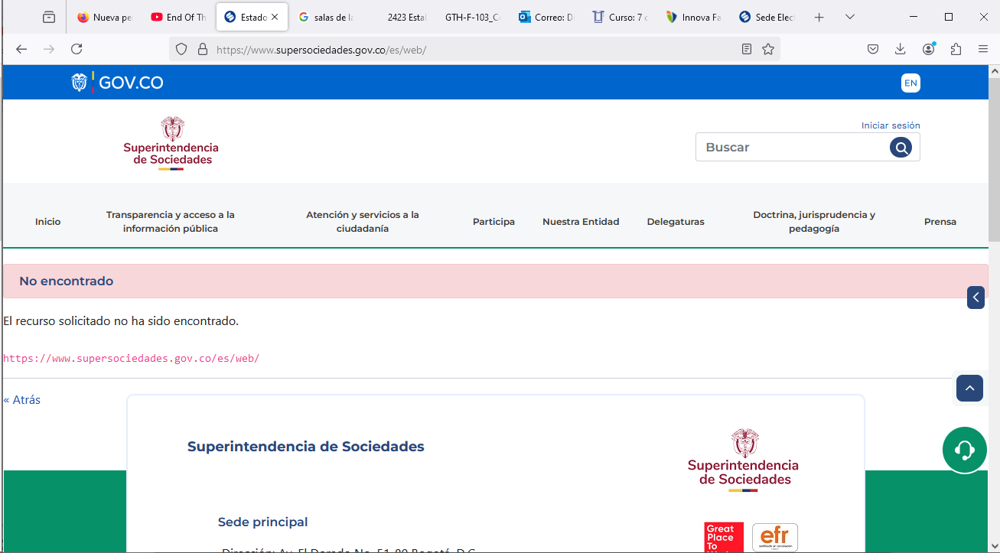 Nueva pe
End Of Th
Estado
salas de la
2423 Estal
GTH-F-103_C
Correo: D
Curso: 7 c
Innova Fa
Sede Elec
https://www.supersociedades.gov.co/es/web/
GOV.CO
EN
Iniciar sesión
Superintendencia
de Sociedades
Buscar
Inicio
Transparencia y acceso a la
información pública
Atención y servicios a la
ciudadanía
Participa
Nuestra Entidad
Delegaturas
Doctrina, jurisprudencia y
pedagogía
Prensa
No encontrado
El recurso solicitado no ha sido encontrado.
https://www.supersociedades.gov.co/es/web/
« Atrás
Superintendencia de Sociedades
Superintendencia
de Sociedades
Sede principal
Great
Place
To
efr
Dirección: Av. El Dorado No. 51-80 Bogotá, D.C.